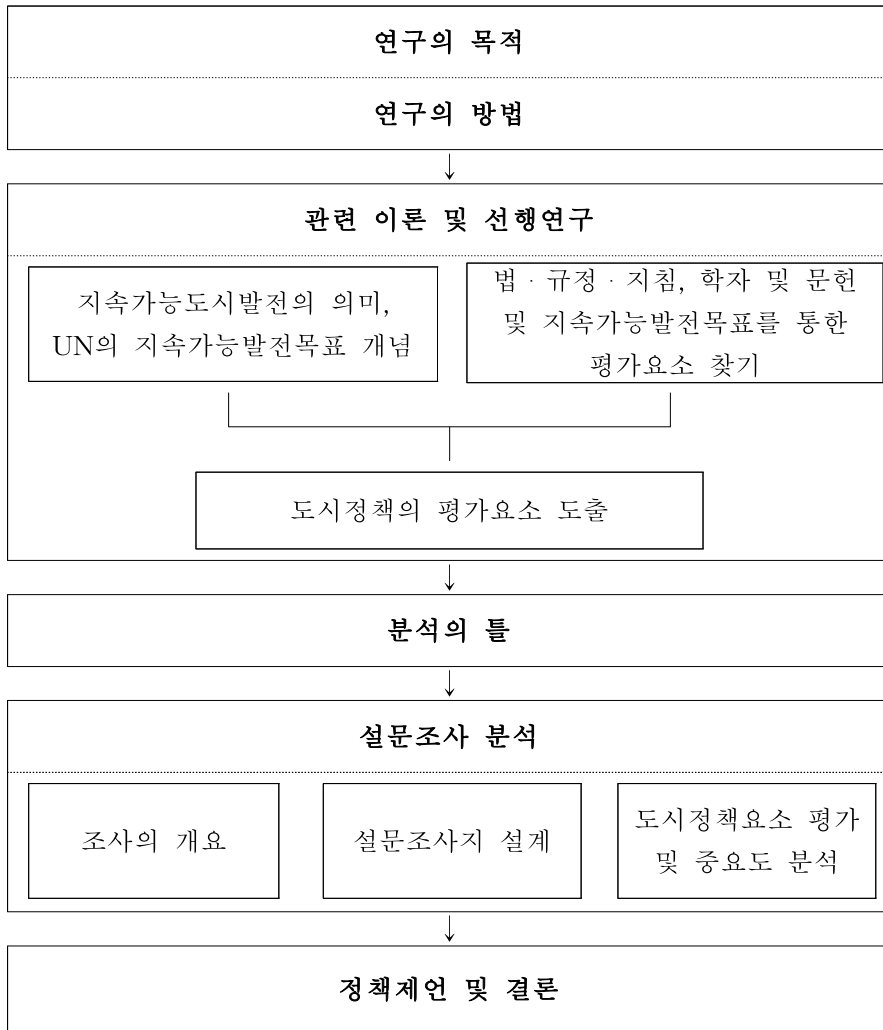 연구의 목적
연구의 방법
관련 이론 및 선행연구
지속가능도시발전의 의미,
UN의 지속가능발전목표 개념
법 · 규정 · 지침, 학자 및 문헌
및 지속가능발전목표를 통한
평가요소 찾기
도시정책의 평가요소 도출
분석의 틀
설문조사 분석
조사의 개요
설문조사지 설계
도시정책요소 평가
및 중요도 분석
정책제언 및 결론